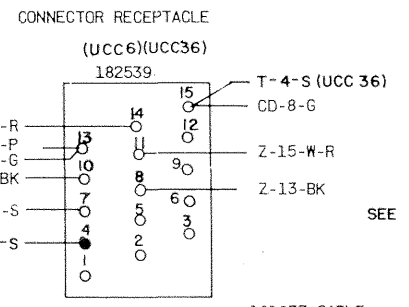 CONNECTOR RECEPTACLE
(UCC6)(UCC36)
182539
15 T-4-S (UCC 36)
CD-8-G
-R 14
13 12
-P
-G 11 Z-15-W-R
10 9
BK 8 Z-13-BK
7 6
-S 5 SEE
4 3
-S 2
1